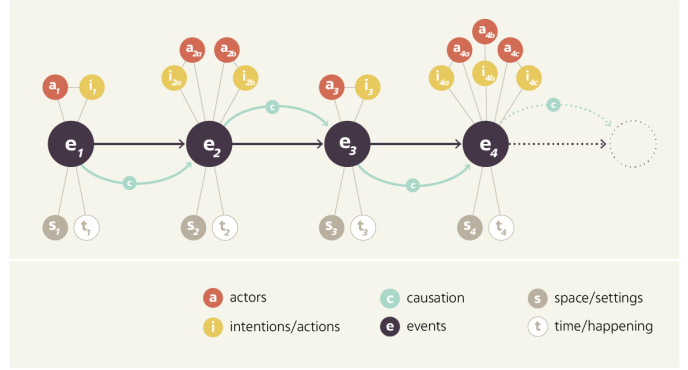 a4b
a2a a2b a4a a4c
i2a i2b i4a i4b i4c
a1 i1 a3 i3
c c
e1 e2 e3 e4
c c
s1 t1 s2 t2 s3 t3 s4 t4
a actors c causation s space/settings
i intentions/actions e events t time/happening